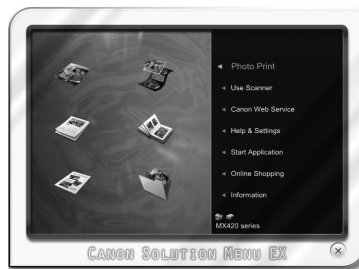 Photo Print
Use Scanner
Canon Web Service
Help & Settings
Start Application
Online Shopping
Information
MX420 series
Canon Solution Menu EX